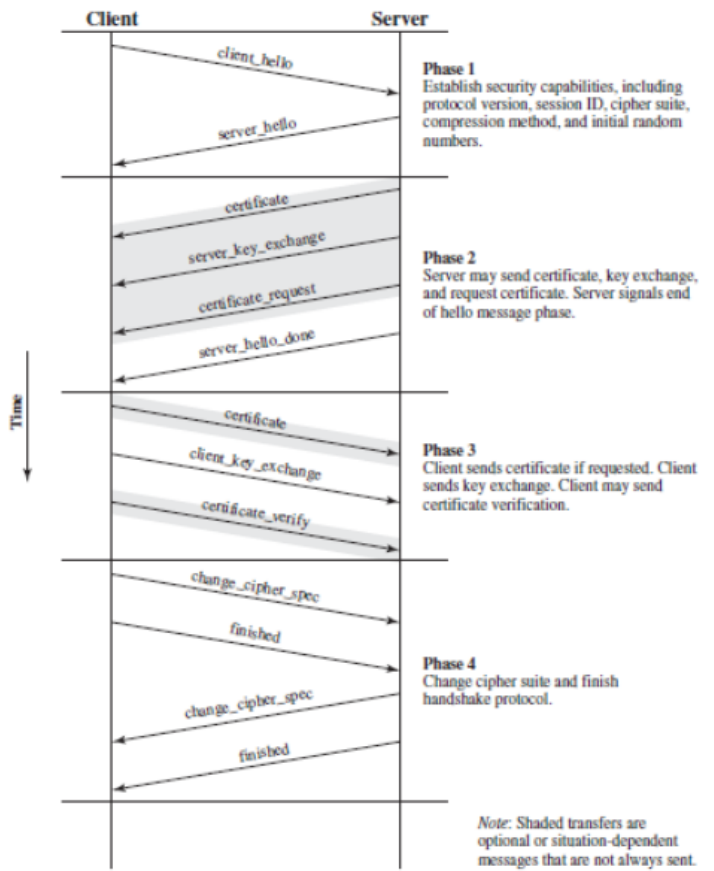 Client
Server
client_hello
Phase 1
Establish security capabilities, including
protocol version, session ID, cipher suite,
compression method, and initial random
numbers.
server_hello
certificate
server_key_exchange
Phase 2
Server may send certificate, key exchange,
and request certificate. Server signals end
of hello message phase.
certificate_request
server_hello_done
Time
certificate
client_key_exchange
Phase 3
Client sends certificate if requested. Client
sends key exchange. Client may send
certificate verification.
certificate_verify
change_cipher_spec
finished
Phase 4
Change cipher suite and finish
handshake protocol.
change_cipher_spec
finished
Note: Shaded transfers are
optional or situation-dependent
messages that are not always sent.